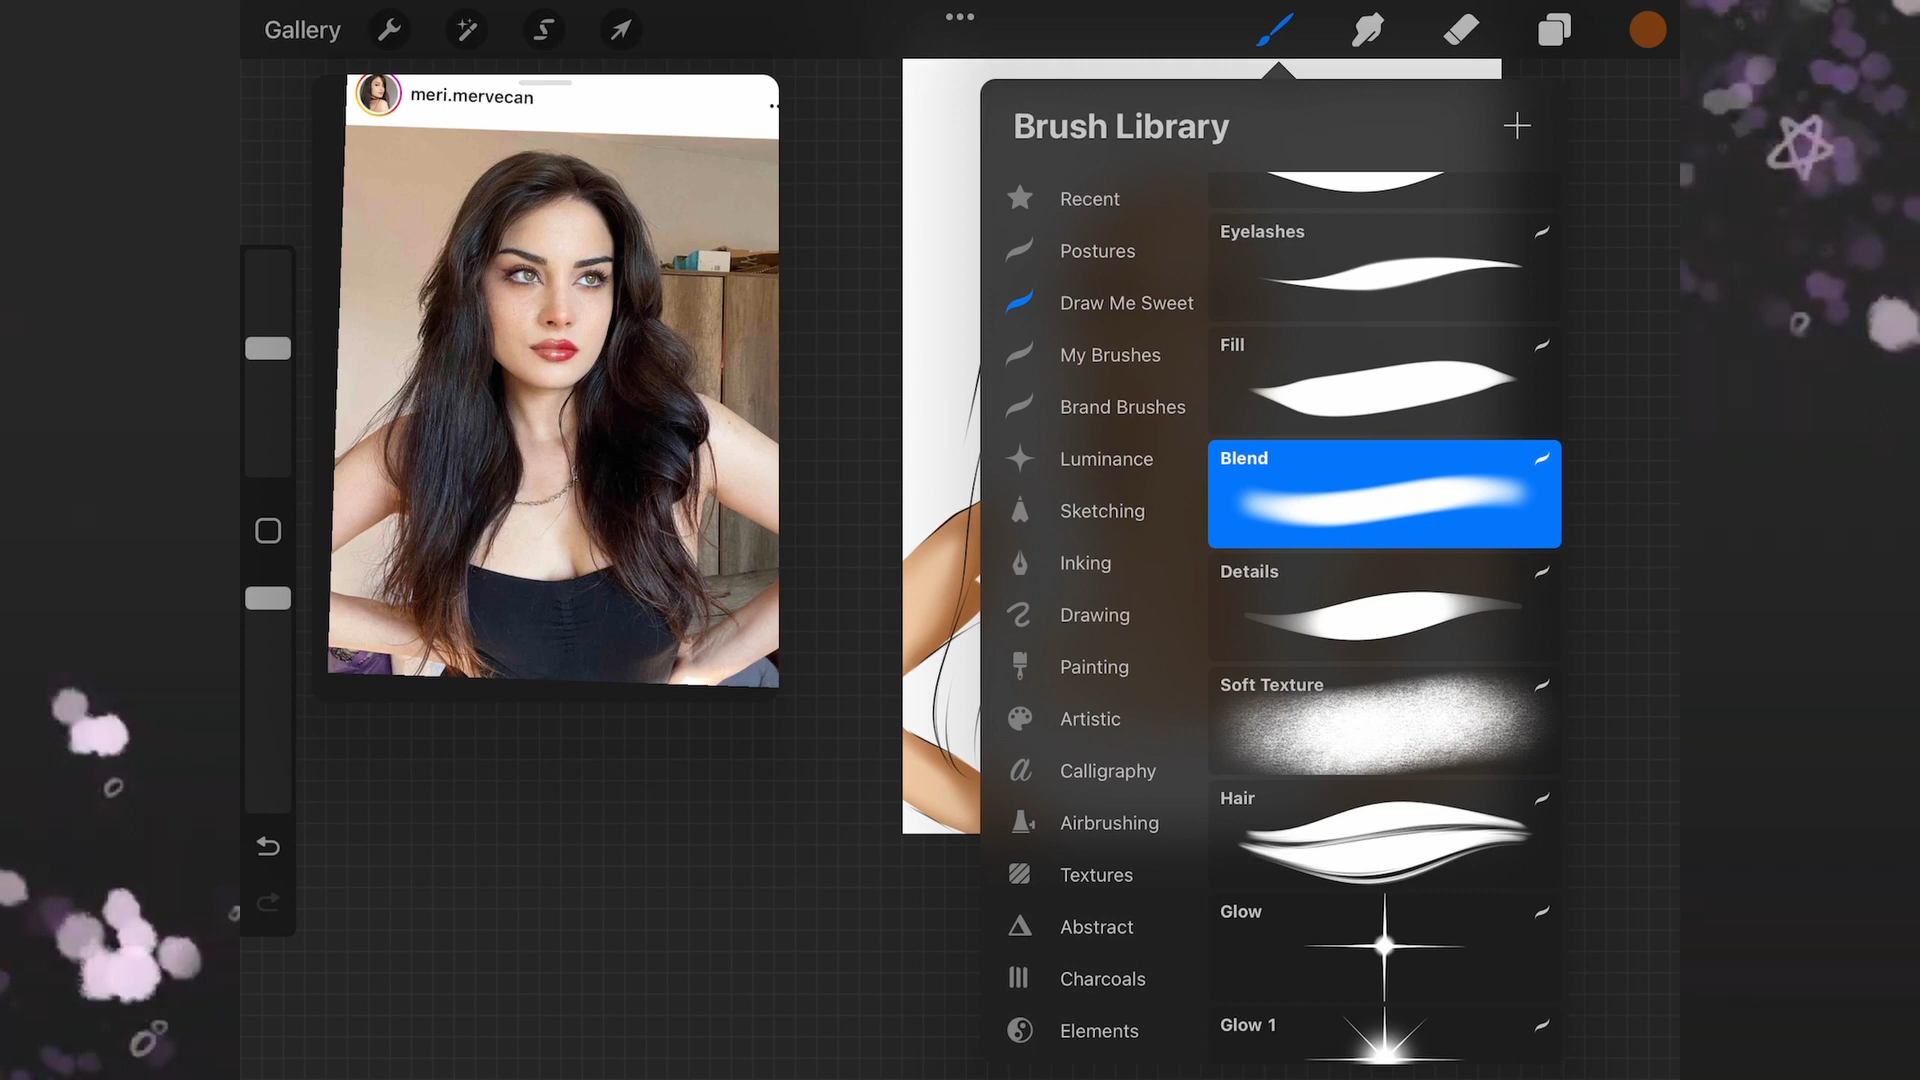 Gallery
meri.mervecan
Brush Library
Recent
Postures
Draw Me Sweet
My Brushes
Brand Brushes
Luminance
Sketching
Inking
Drawing
Painting
Artistic
Calligraphy
Airbrushing
Textures
Abstract
Charcoals
Elements
Eyelashes
Fill
Blend
Details
Soft Texture
Hair
Glow
Glow 1